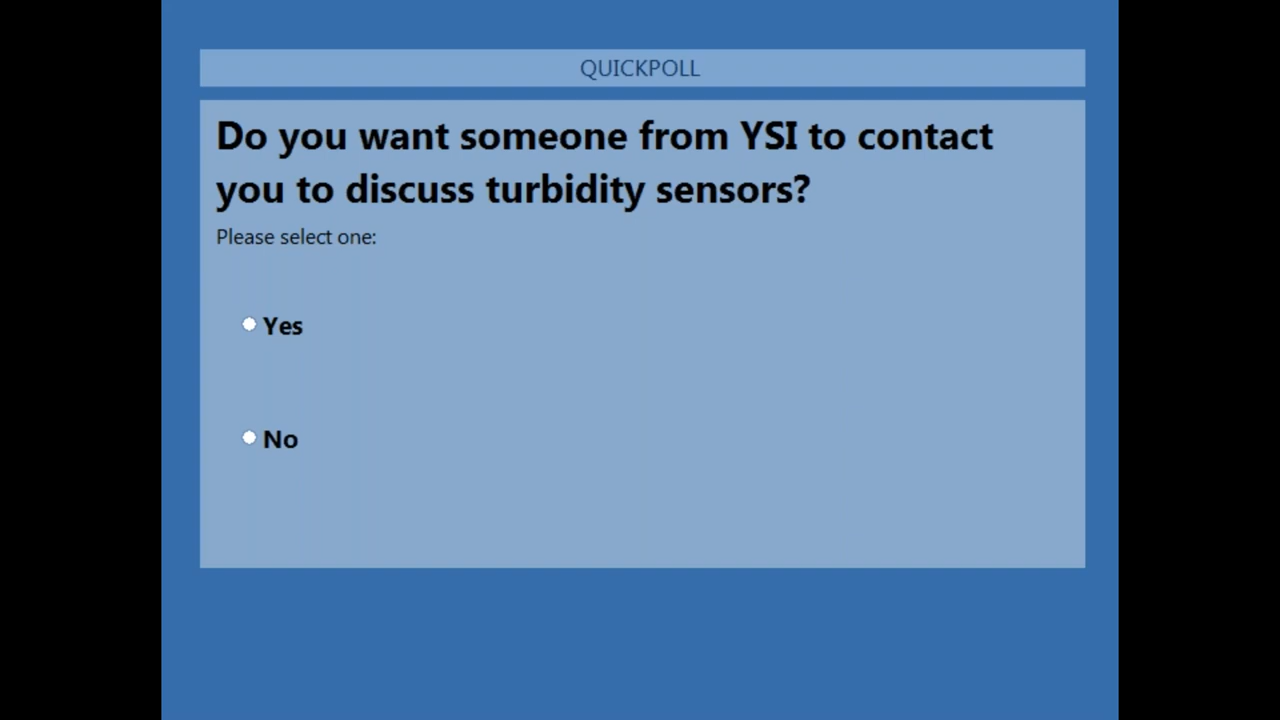 QUICKPOLL
Do you want someone from YSI to contact
you to discuss turbidity sensors?
Please select one:
Yes
No